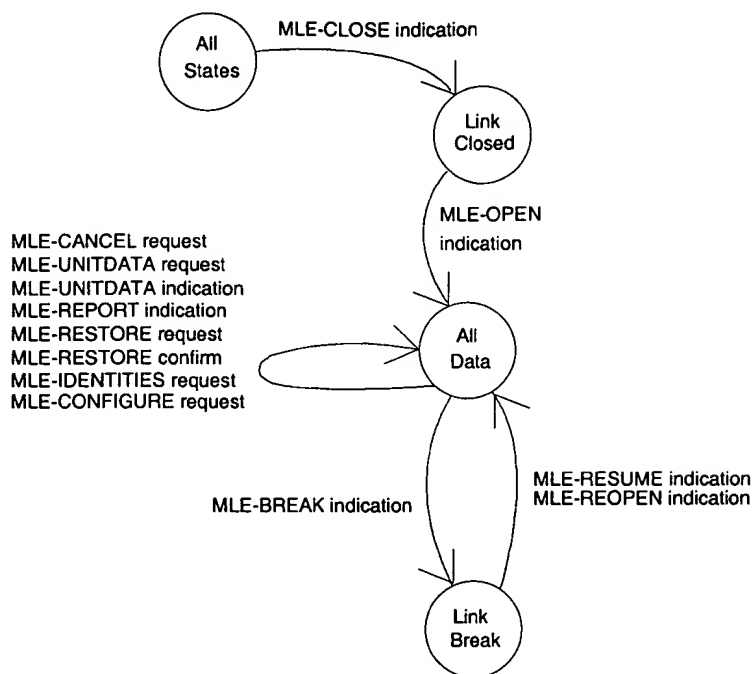 MLE-CLOSE indication
All
States
Link
Closed
MLE-OPEN
indication
MLE-CANCEL request
MLE-UNITDATA request
MLE-UNITDATA indication
MLE-REPORT indication
MLE-RESTORE request
MLE-RESTORE confirm
MLE-IDENTITIES request
MLE-CONFIGURE request
All
Data
MLE-BREAK indication
MLE-RESUME indication
MLE-REOPEN indication
Link
Break